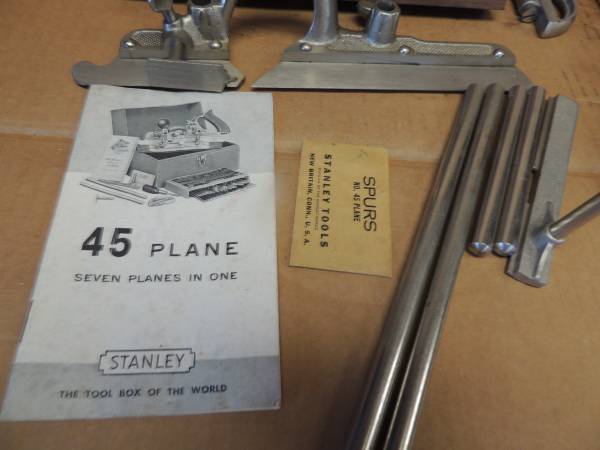 45 PLANE
SEVEN PLANES IN ONE
STANLEY
THE TOOL BOX OF THE WORLD
SPURS
NO. 45 PLANE
STANLEY TOOLS
NEW BRITAIN, CONN., U. S. A.